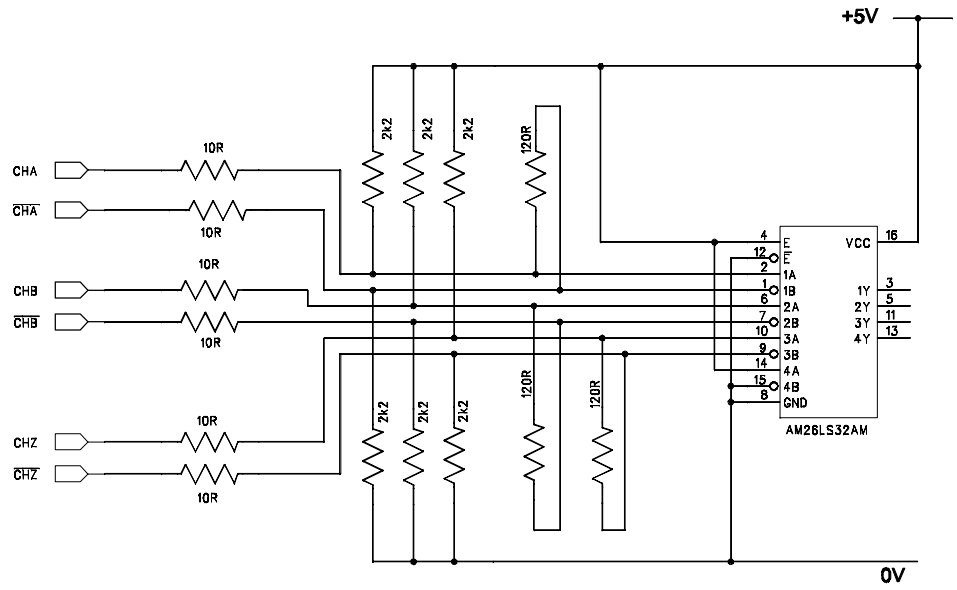 +5V
2k2
2k2
2k2
120R
10R
CHA
CHA
10R
4 E VCC 16
12 E
2 1A
10R
1 1B 1Y 3
CHB
6 2A 2Y 5
CHB
7 2B 3Y 11
10R
10 3A 4Y 13
9 3B
14 4A
15 4B
8 GND
AM26LS32AM
120R
120R
2k2
2k2
2k2
10R
CHZ
CHZ
10R
0V